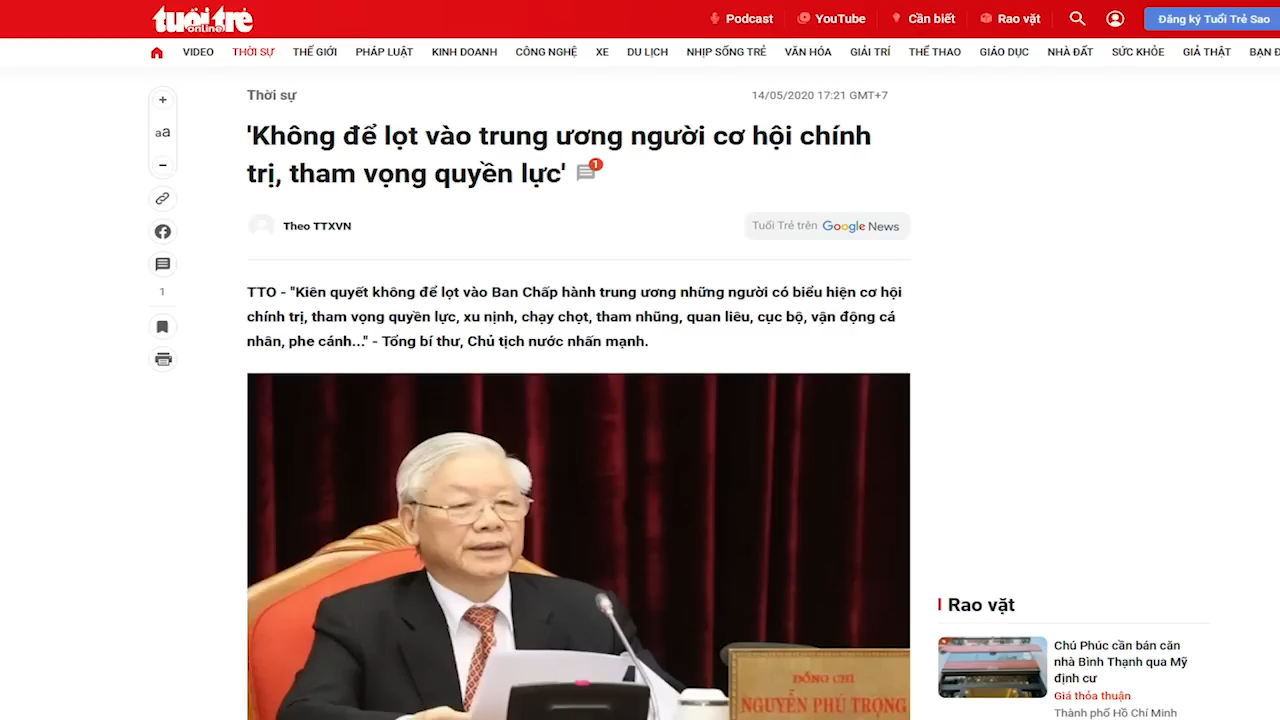 tuổi trẻ online
Podcast YouTube Cần biết Rao vặt Đăng ký Tuổi Trẻ Sao
VIDEO THỜI SỰ THẾ GIỚI PHÁP LUẬT KINH DOANH CÔNG NGHỆ XE DU LỊCH NHỊP SỐNG TRẺ VĂN HÓA GIẢI TRÍ THỂ THAO GIÁO DỤC NHÀ ĐẤT SỨC KHỎE GIẢ THẬT BẠN Đ
Thời sự 14/05/2020 17:21 GMT+7
+
aa
−
'Không để lọt vào trung ương người cơ hội chính
trị, tham vọng quyền lực' 1
Theo TTXVN Tuổi Trẻ trên Google News
1
TTO - "Kiên quyết không để lọt vào Ban Chấp hành trung ương những người có biểu hiện cơ hội
chính trị, tham vọng quyền lực, xu nịnh, chạy chọt, tham nhũng, quan liêu, cục bộ, vận động cá
nhân, phe cánh..." - Tổng bí thư, Chủ tịch nước nhấn mạnh.
ĐỒNG CHÍ
NGUYỄN PHÚ TRỌNG
Rao vặt
Chú Phúc cần bán căn
nhà Bình Thạnh qua Mỹ
định cư
Giá thỏa thuận
Thành phố Hồ Chí Minh